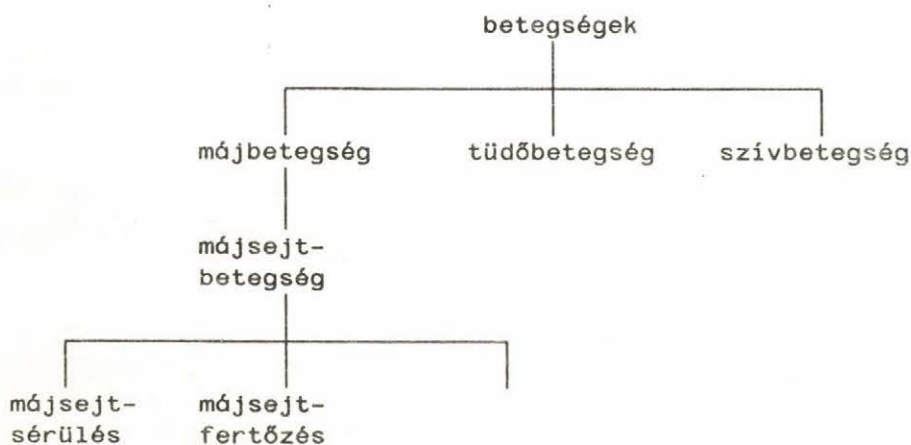 betegségek
májbetegség tüdőbetegség szívbetegség
májsejt-
betegség
májsejt- májsejt-
sérülés fertőzés